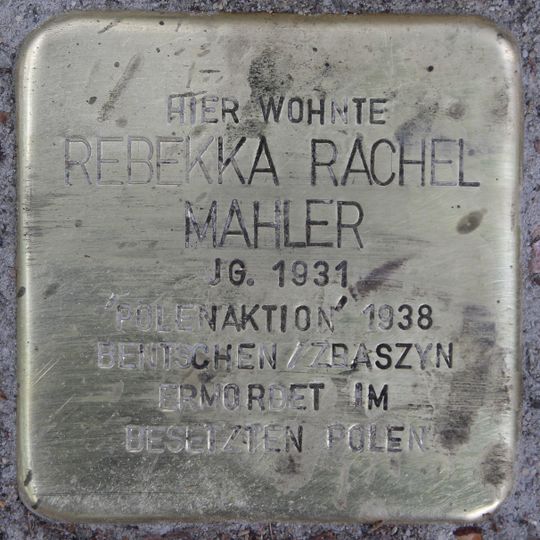 HIER WOHNTE
REBEKKA RACHEL
MAHLER
JG. 1931
'POLENAKTION' 1938
BENTSCHEN/ZBASZYN
ERMORDET IM
BESETZTEN POLEN